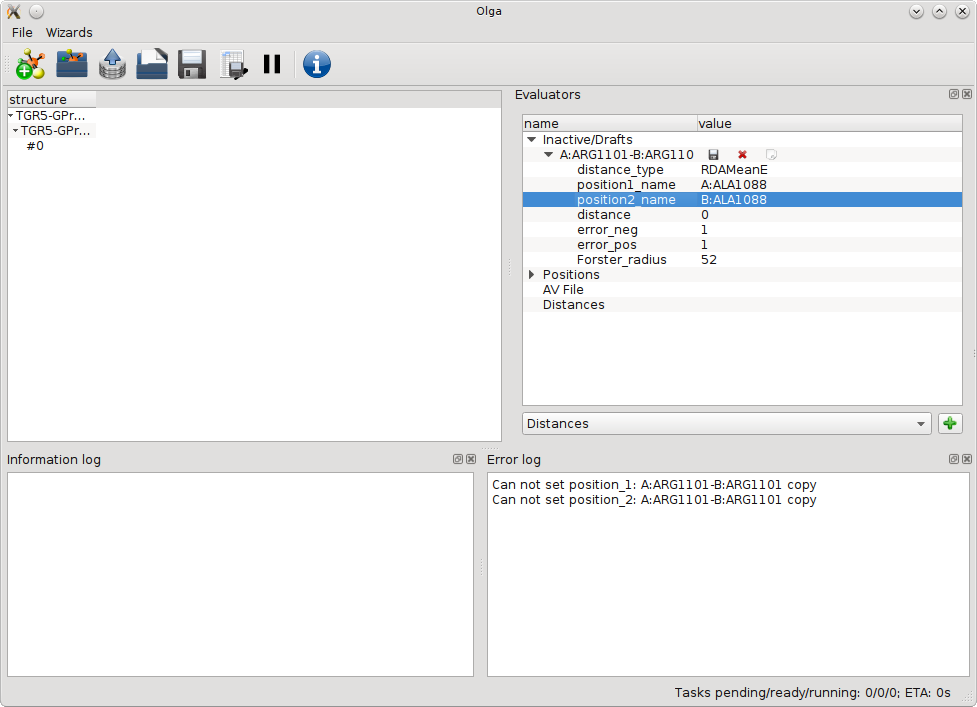 Olga
File Wizards
structure
TGR5-GPr...
TGR5-GPr...
#0
Evaluators
name value
Inactive/Drafts
A:ARG1101-B:ARG110
distance_type RDAMeanE
position1_name A:ALA1088
position2_name B:ALA1088
distance 0
error_neg 1
error_pos 1
Forster_radius 52
Positions
AV File
Distances
Distances
Information log
Error log
Can not set position_1: A:ARG1101-B:ARG1101 copy
Can not set position_2: A:ARG1101-B:ARG1101 copy
Tasks pending/ready/running: 0/0/0; ETA: 0s